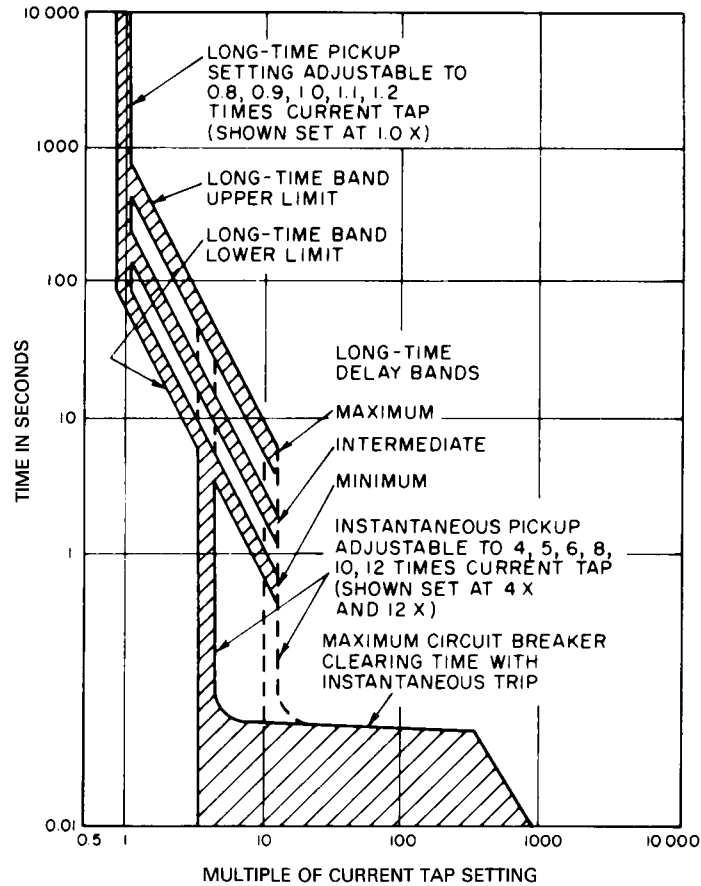 10 000
LONG-TIME PICKUP
SETTING ADJUSTABLE TO
0.8, 0.9, 1 0, 1.1, 1.2
TIMES CURRENT TAP
(SHOWN SET AT 1.0 X)
1000
LONG-TIME BAND
UPPER LIMIT
LONG-TIME BAND
LOWER LIMIT
100
LONG-TIME
DELAY BANDS
TIME IN SECONDS
10
MAXIMUM
INTERMEDIATE
MINIMUM
INSTANTANEOUS PICKUP
ADJUSTABLE TO 4, 5, 6, 8,
10, 12 TIMES CURRENT TAP
(SHOWN SET AT 4 X
AND 12 X)
1
MAXIMUM CIRCUIT BREAKER
CLEARING TIME WITH
INSTANTANEOUS TRIP
0.01
0.5 1 10 100 1000 10 000
MULTIPLE OF CURRENT TAP SETTING